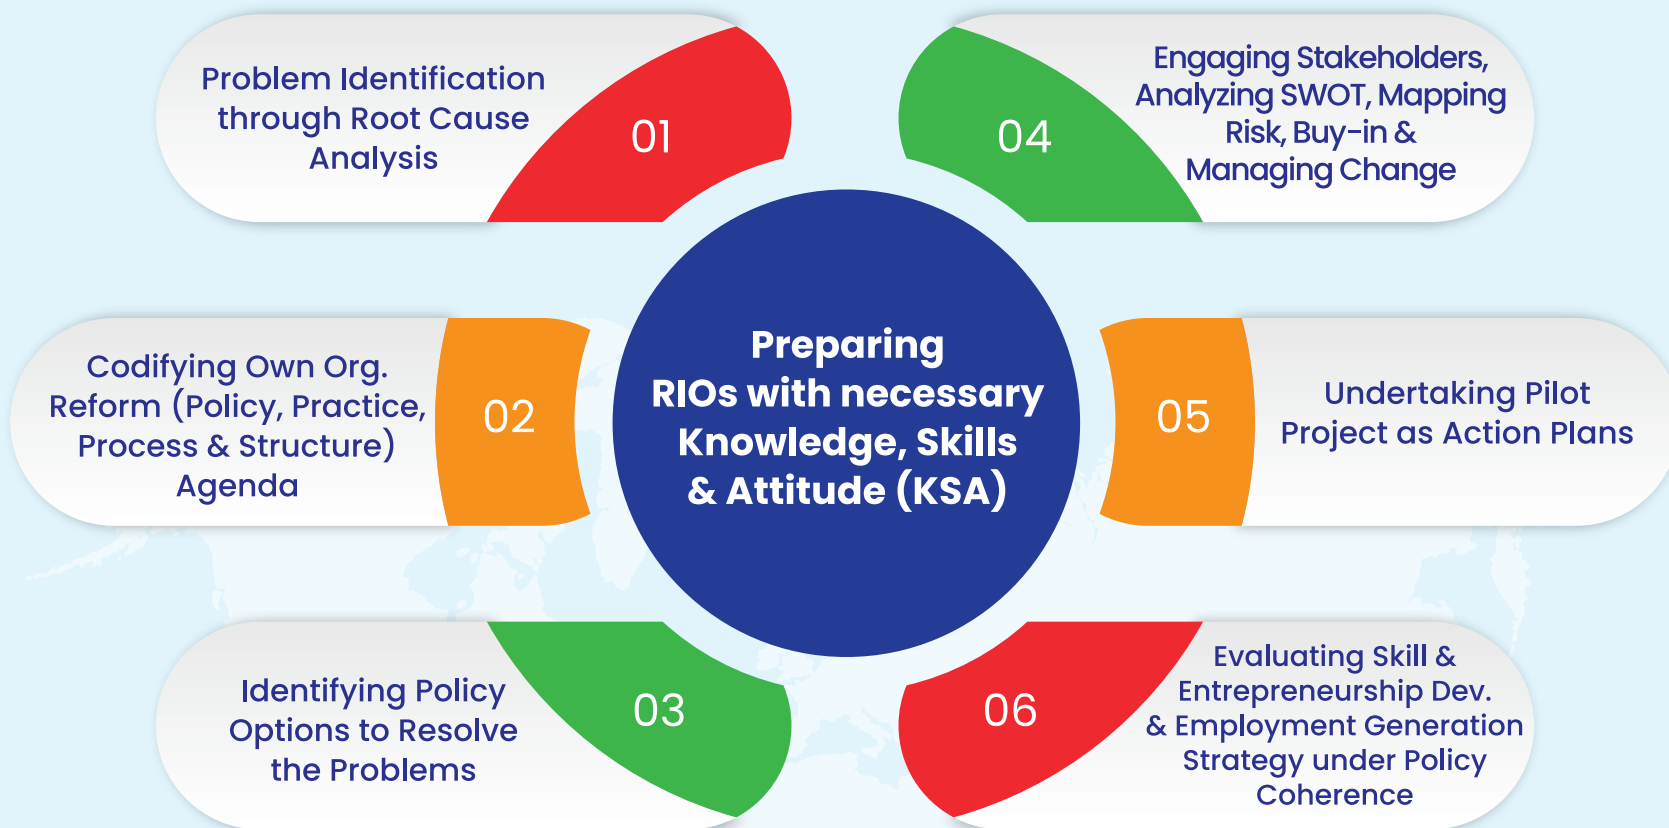 Problem Identification
through Root Cause
Analysis
01
Codifying Own Org.
Reform (Policy, Practice,
Process & Structure)
Agenda
02
Identifying Policy
Options to Resolve
the Problems
03
Preparing
RIOs with necessary
Knowledge, Skills
& Attitude (KSA)
04
Engaging Stakeholders,
Analyzing SWOT, Mapping
Risk, Buy-in &
Managing Change
05
Undertaking Pilot
Project as Action Plans
06
Evaluating Skill &
Entrepreneurship Dev.
& Employment Generation
Strategy under Policy
Coherence